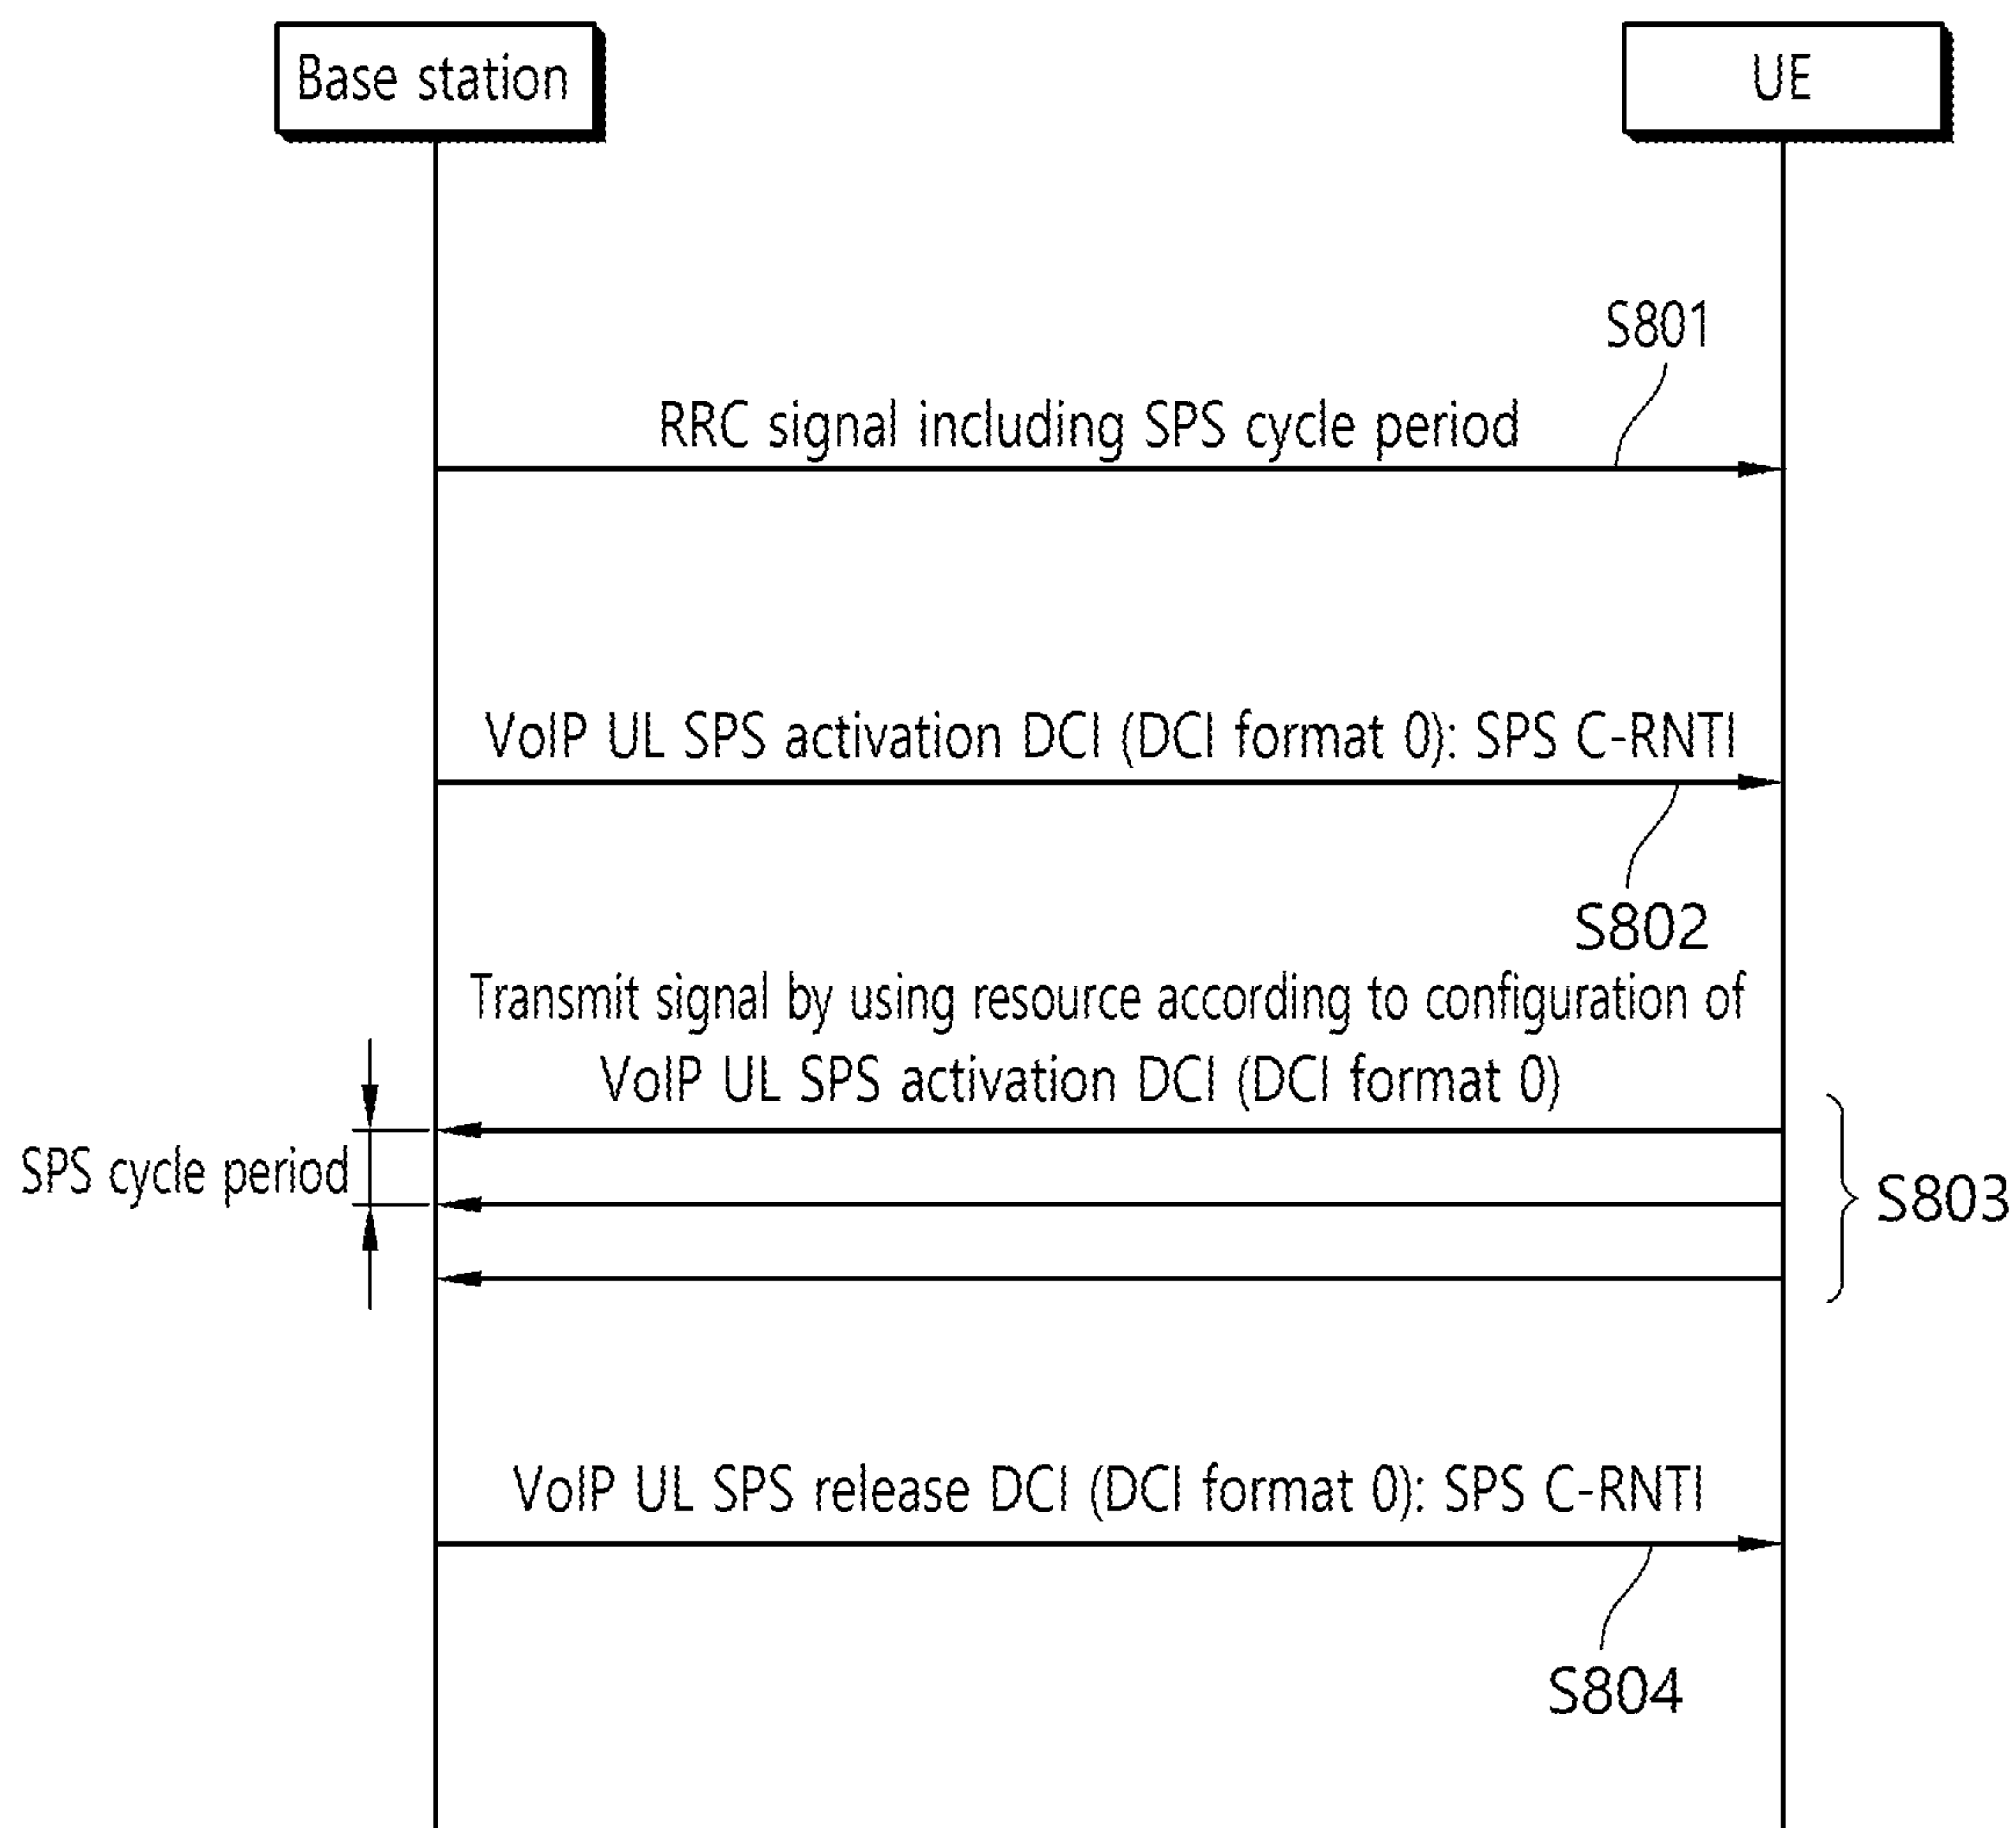 Base station
UE
S801
RRC signal including SPS cycle period
VoIP UL SPS activation DCI (DCI format 0): SPS C-RNTI
S802
Transmit signal by using resource according to configuration of
VoIP UL SPS activation DCI (DCI format 0)
SPS cycle period
S803
VoIP UL SPS release DCI (DCI format 0): SPS C-RNTI
S804